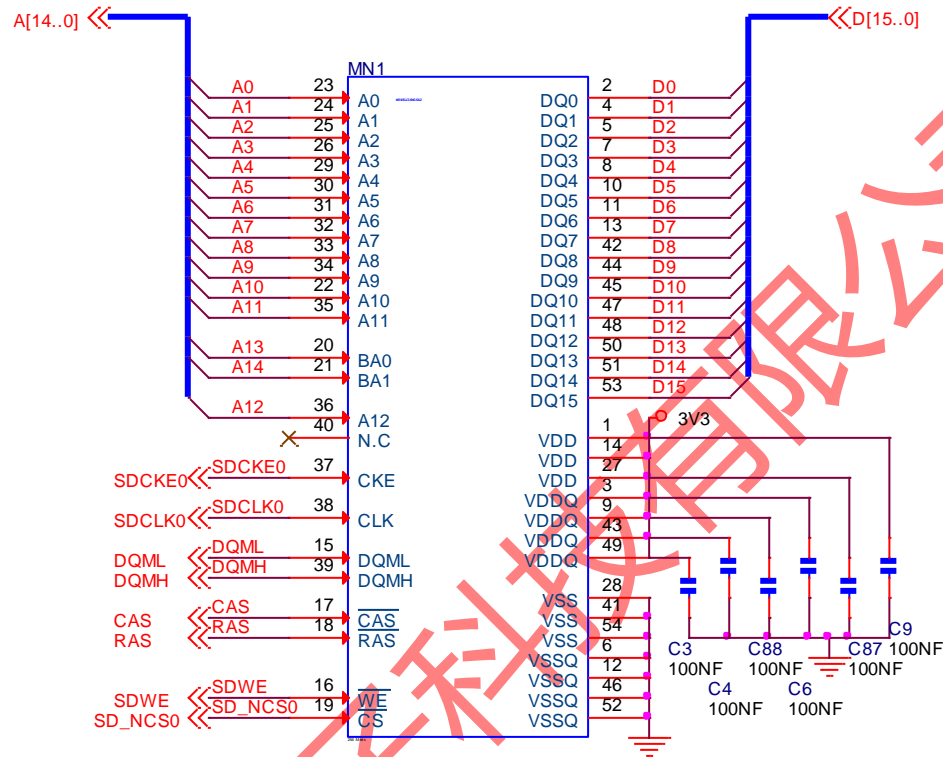 A[14..0]
D[15..0]
MN1
A0 23 A0 DQ0 2 D0
A1 24 A1 DQ1 4 D1
A2 25 A2 DQ2 5 D2
A3 26 A3 DQ3 7 D3
A4 29 A4 DQ4 8 D4
A5 30 A5 DQ5 10 D5
A6 31 A6 DQ6 11 D6
A7 32 A7 DQ7 13 D7
A8 33 A8 DQ8 42 D8
A9 34 A9 DQ9 44 D9
A10 22 A10 DQ10 45 D10
A11 35 A11 DQ11 47 D11
DQ12 48 D12
A13 20 BA0 DQ13 50 D13
A14 21 BA1 DQ14 51 D14
DQ15 53 D15
A12 36 A12
3V3
40 N.C VDD 1
VDD 14
SDCKE0 SDCKE0 37 CKE VDD 27
VDDQ 3
SDCLK0 SDCLK0 38 CLK VDDQ 9
VDDQ 43
DQML DQML 15 DQML VDDQ 49
DQMH DQMH 39 DQMH
VSS 28
CAS CAS 17 CAS VSS 41
RAS RAS 18 RAS VSS 54
VSSQ 6
VSSQ 12
SDWE SDWE 16 WE VSSQ 46
SD_NCS0 SD_NCS0 19 CS VSSQ 52
C3 C88 C87 C9
100NF 100NF 100NF 100NF
C4 C6
100NF 100NF
科技有限公